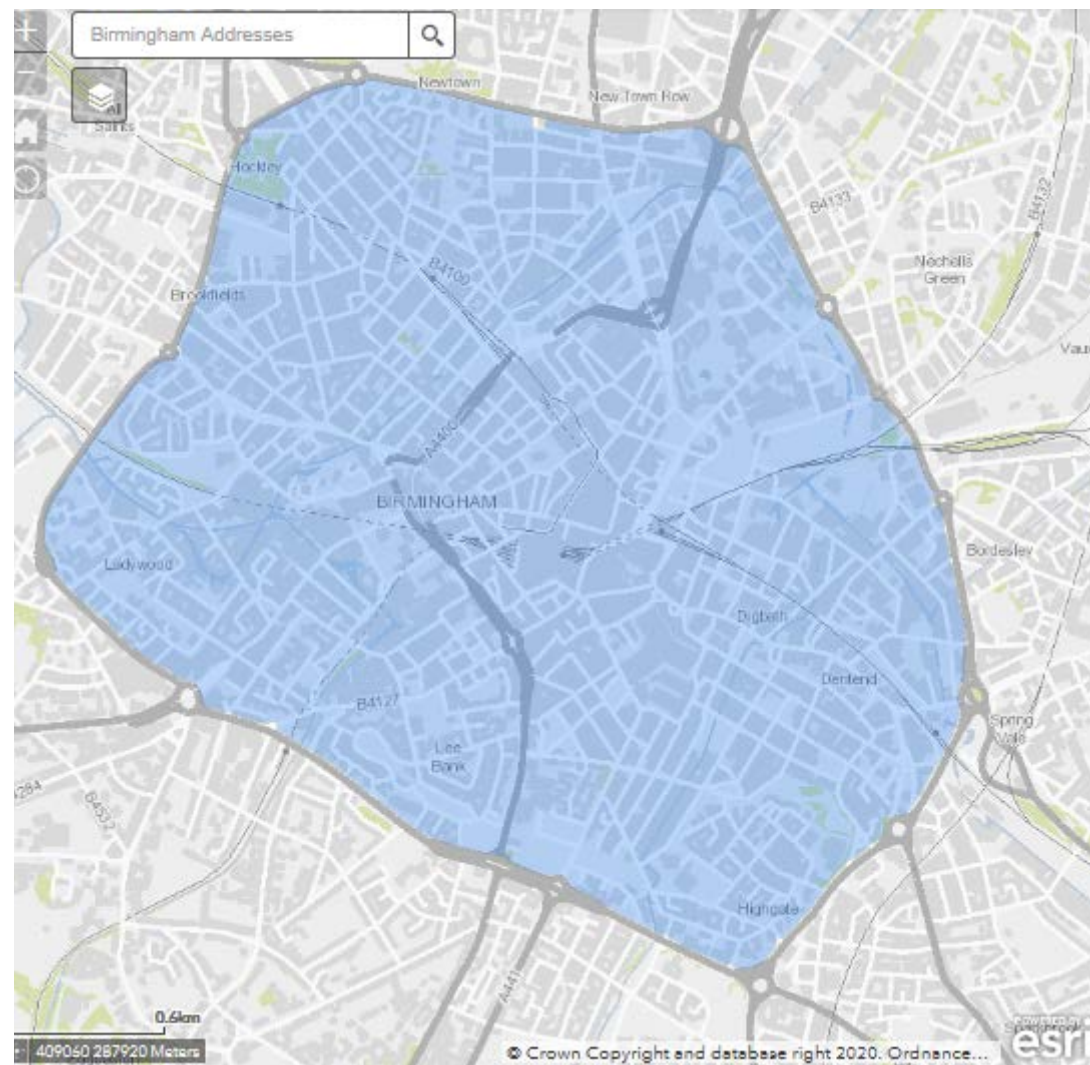 Birmingham Addresses
Newtown
New Town Row
All
Saints
Hockley
B4133
B4132
Nechells
Green
B4100
Brookfields
A4400
BIRMINGHAM
Ladywood
Bordesley
Digbeth
Deritend
B4127
Spring
Vale
Lee
Bank
B4532
Highgate
A441
0.6km
409060 287920 Meters
© Crown Copyright and database right 2020. Ordnance...
esri